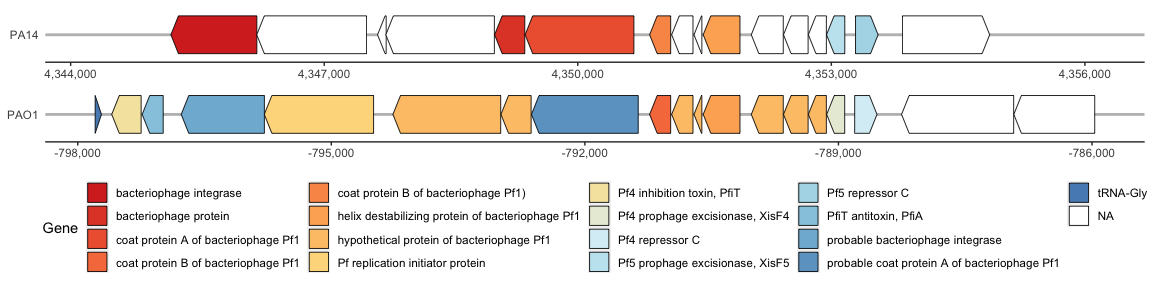 PA14
4,344,000 4,347,000 4,350,000 4,353,000 4,356,000
PAO1
-798,000 -795,000 -792,000 -789,000 -786,000
Gene
bacteriophage integrase
bacteriophage protein
coat protein A of bacteriophage Pf1
coat protein B of bacteriophage Pf1
coat protein B of bacteriophage Pf1)
helix destabilizing protein of bacteriophage Pf1
hypothetical protein of bacteriophage Pf1
Pf replication initiator protein
Pf4 inhibition toxin, PfiT
Pf4 prophage excisionase, XisF4
Pf4 repressor C
Pf5 prophage excisionase, XisF5
Pf5 repressor C
PfiT antitoxin, PfiA
probable bacteriophage integrase
probable coat protein A of bacteriophage Pf1
tRNA-Gly
NA